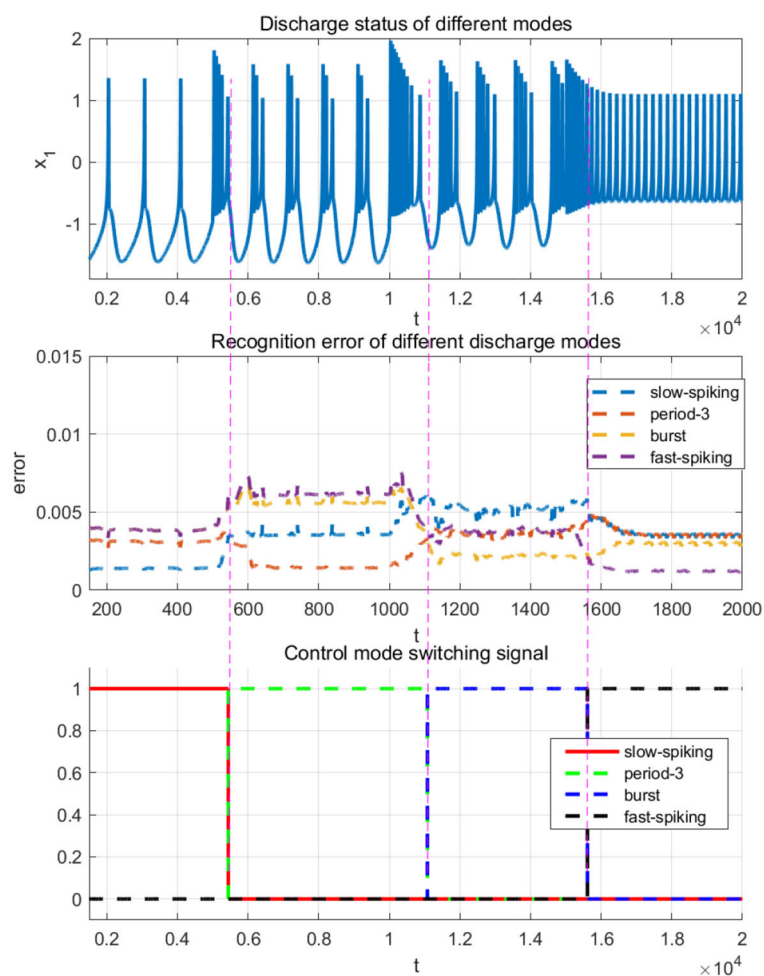 Discharge status of different modes
2
1
0
-1
x1
0.2 0.4 0.6 0.8 1 1.2 1.4 1.6 1.8 2
t
×10^4
Recognition error of different discharge modes
0.015
0.01
0.005
0
error
slow-spiking
period-3
burst
fast-spiking
200 400 600 800 1000 1200 1400 1600 1800 2000
t
Control mode switching signal
1
0.8
0.6
0.4
0.2
0
slow-spiking
period-3
burst
fast-spiking
0.2 0.4 0.6 0.8 1 1.2 1.4 1.6 1.8 2
t
×10^4